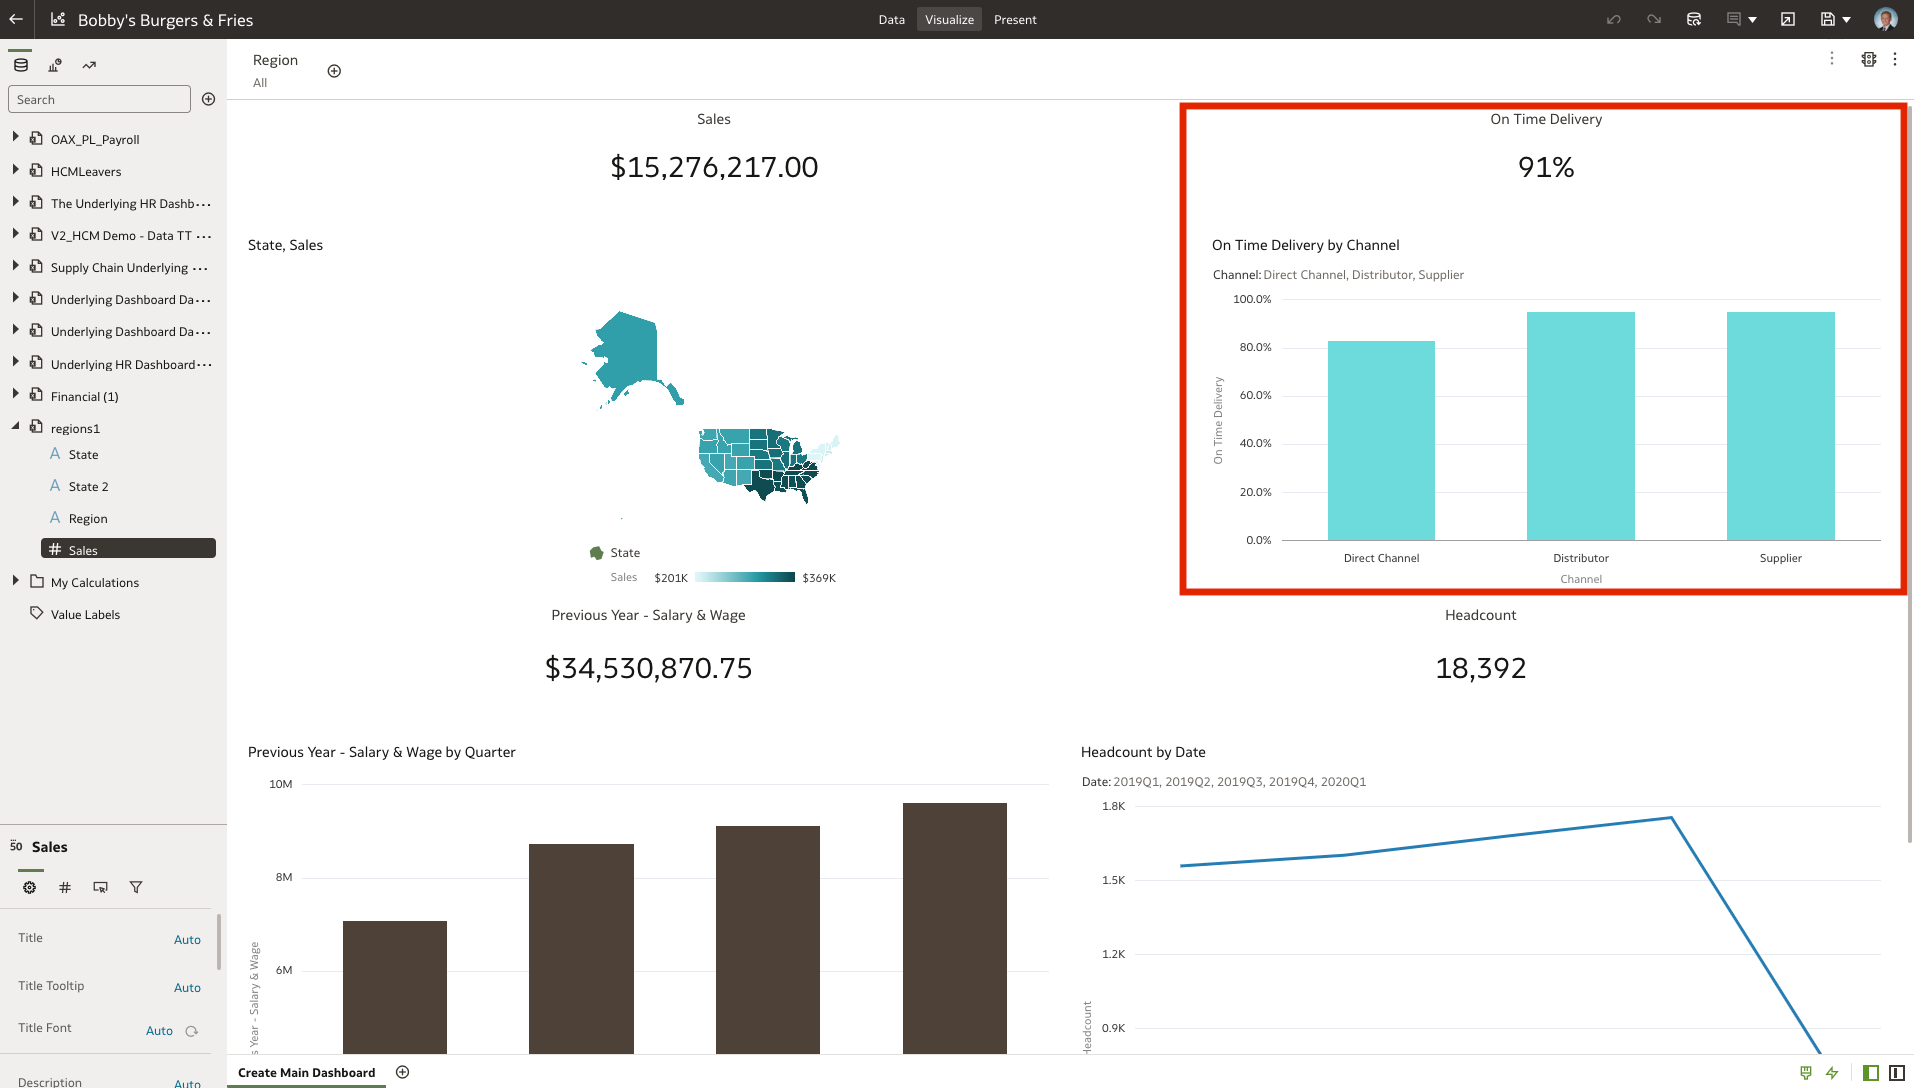 Bobby's Burgers & Fries
Data
Visualize
Present
Search
OAX_PL_Payroll
HCMLeavers
The Underlying HR Dashb...
V2_HCM Demo - Data TT ...
Supply Chain Underlying ...
Underlying Dashboard Da...
Underlying Dashboard Da...
Underlying HR Dashboard...
Financial (1)
regions1
A State
A State 2
A Region
# Sales
My Calculations
Value Labels
50 Sales
#
Title Auto
Title Tooltip Auto
Title Font Auto
Description Auto
Region
All
Sales
$15,276,217.00
On Time Delivery
91%
State, Sales
State
Sales $201K $369K
On Time Delivery by Channel
Channel: Direct Channel, Distributor, Supplier
100.0%
80.0%
60.0%
40.0%
20.0%
0.0%
On Time Delivery
Direct Channel Distributor Supplier
Channel
Previous Year - Salary & Wage
$34,530,870.75
Headcount
18,392
Previous Year - Salary & Wage by Quarter
10M
8M
6M
s Year - Salary & Wage
Headcount by Date
Date: 2019Q1, 2019Q2, 2019Q3, 2019Q4, 2020Q1
1.8K
1.5K
1.2K
0.9K
Headcount
Create Main Dashboard